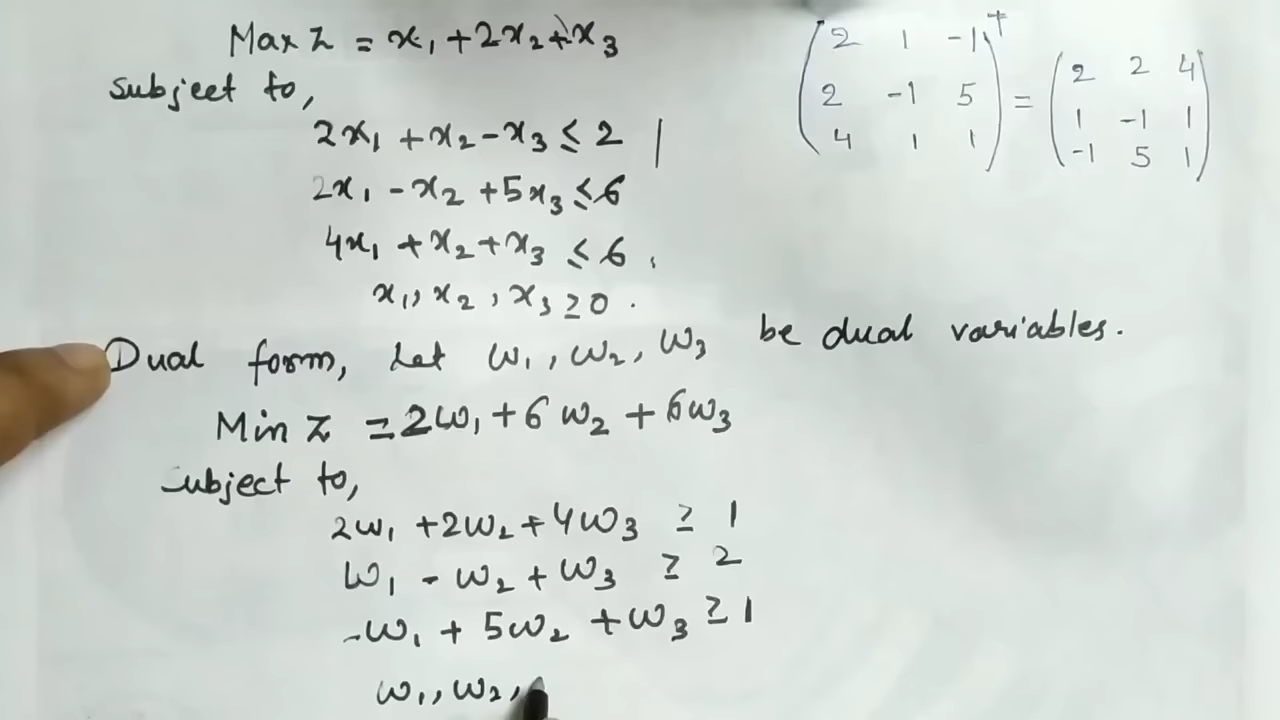 Max Z = x₁ + 2x₂ + x₃
subject to,
2x₁ + x₂ - x₃ ≤ 2
2x₁ - x₂ + 5x₃ ≤ 6
4x₁ + x₂ + x₃ ≤ 6 ,
x₁, x₂, x₃ ≥ 0 .
(2 1 -1
2 -1 5
4 1 1)ᵀ = (2 2 4
1 -1 1
-1 5 1)
Dual form, Let w₁, w₂, w₃ be dual variables.
Min Z = 2w₁ + 6w₂ + 6w₃
subject to,
2w₁ + 2w₂ + 4w₃ ≥ 1
w₁ - w₂ + w₃ ≥ 2
-w₁ + 5w₂ + w₃ ≥ 1
w₁, w₂,